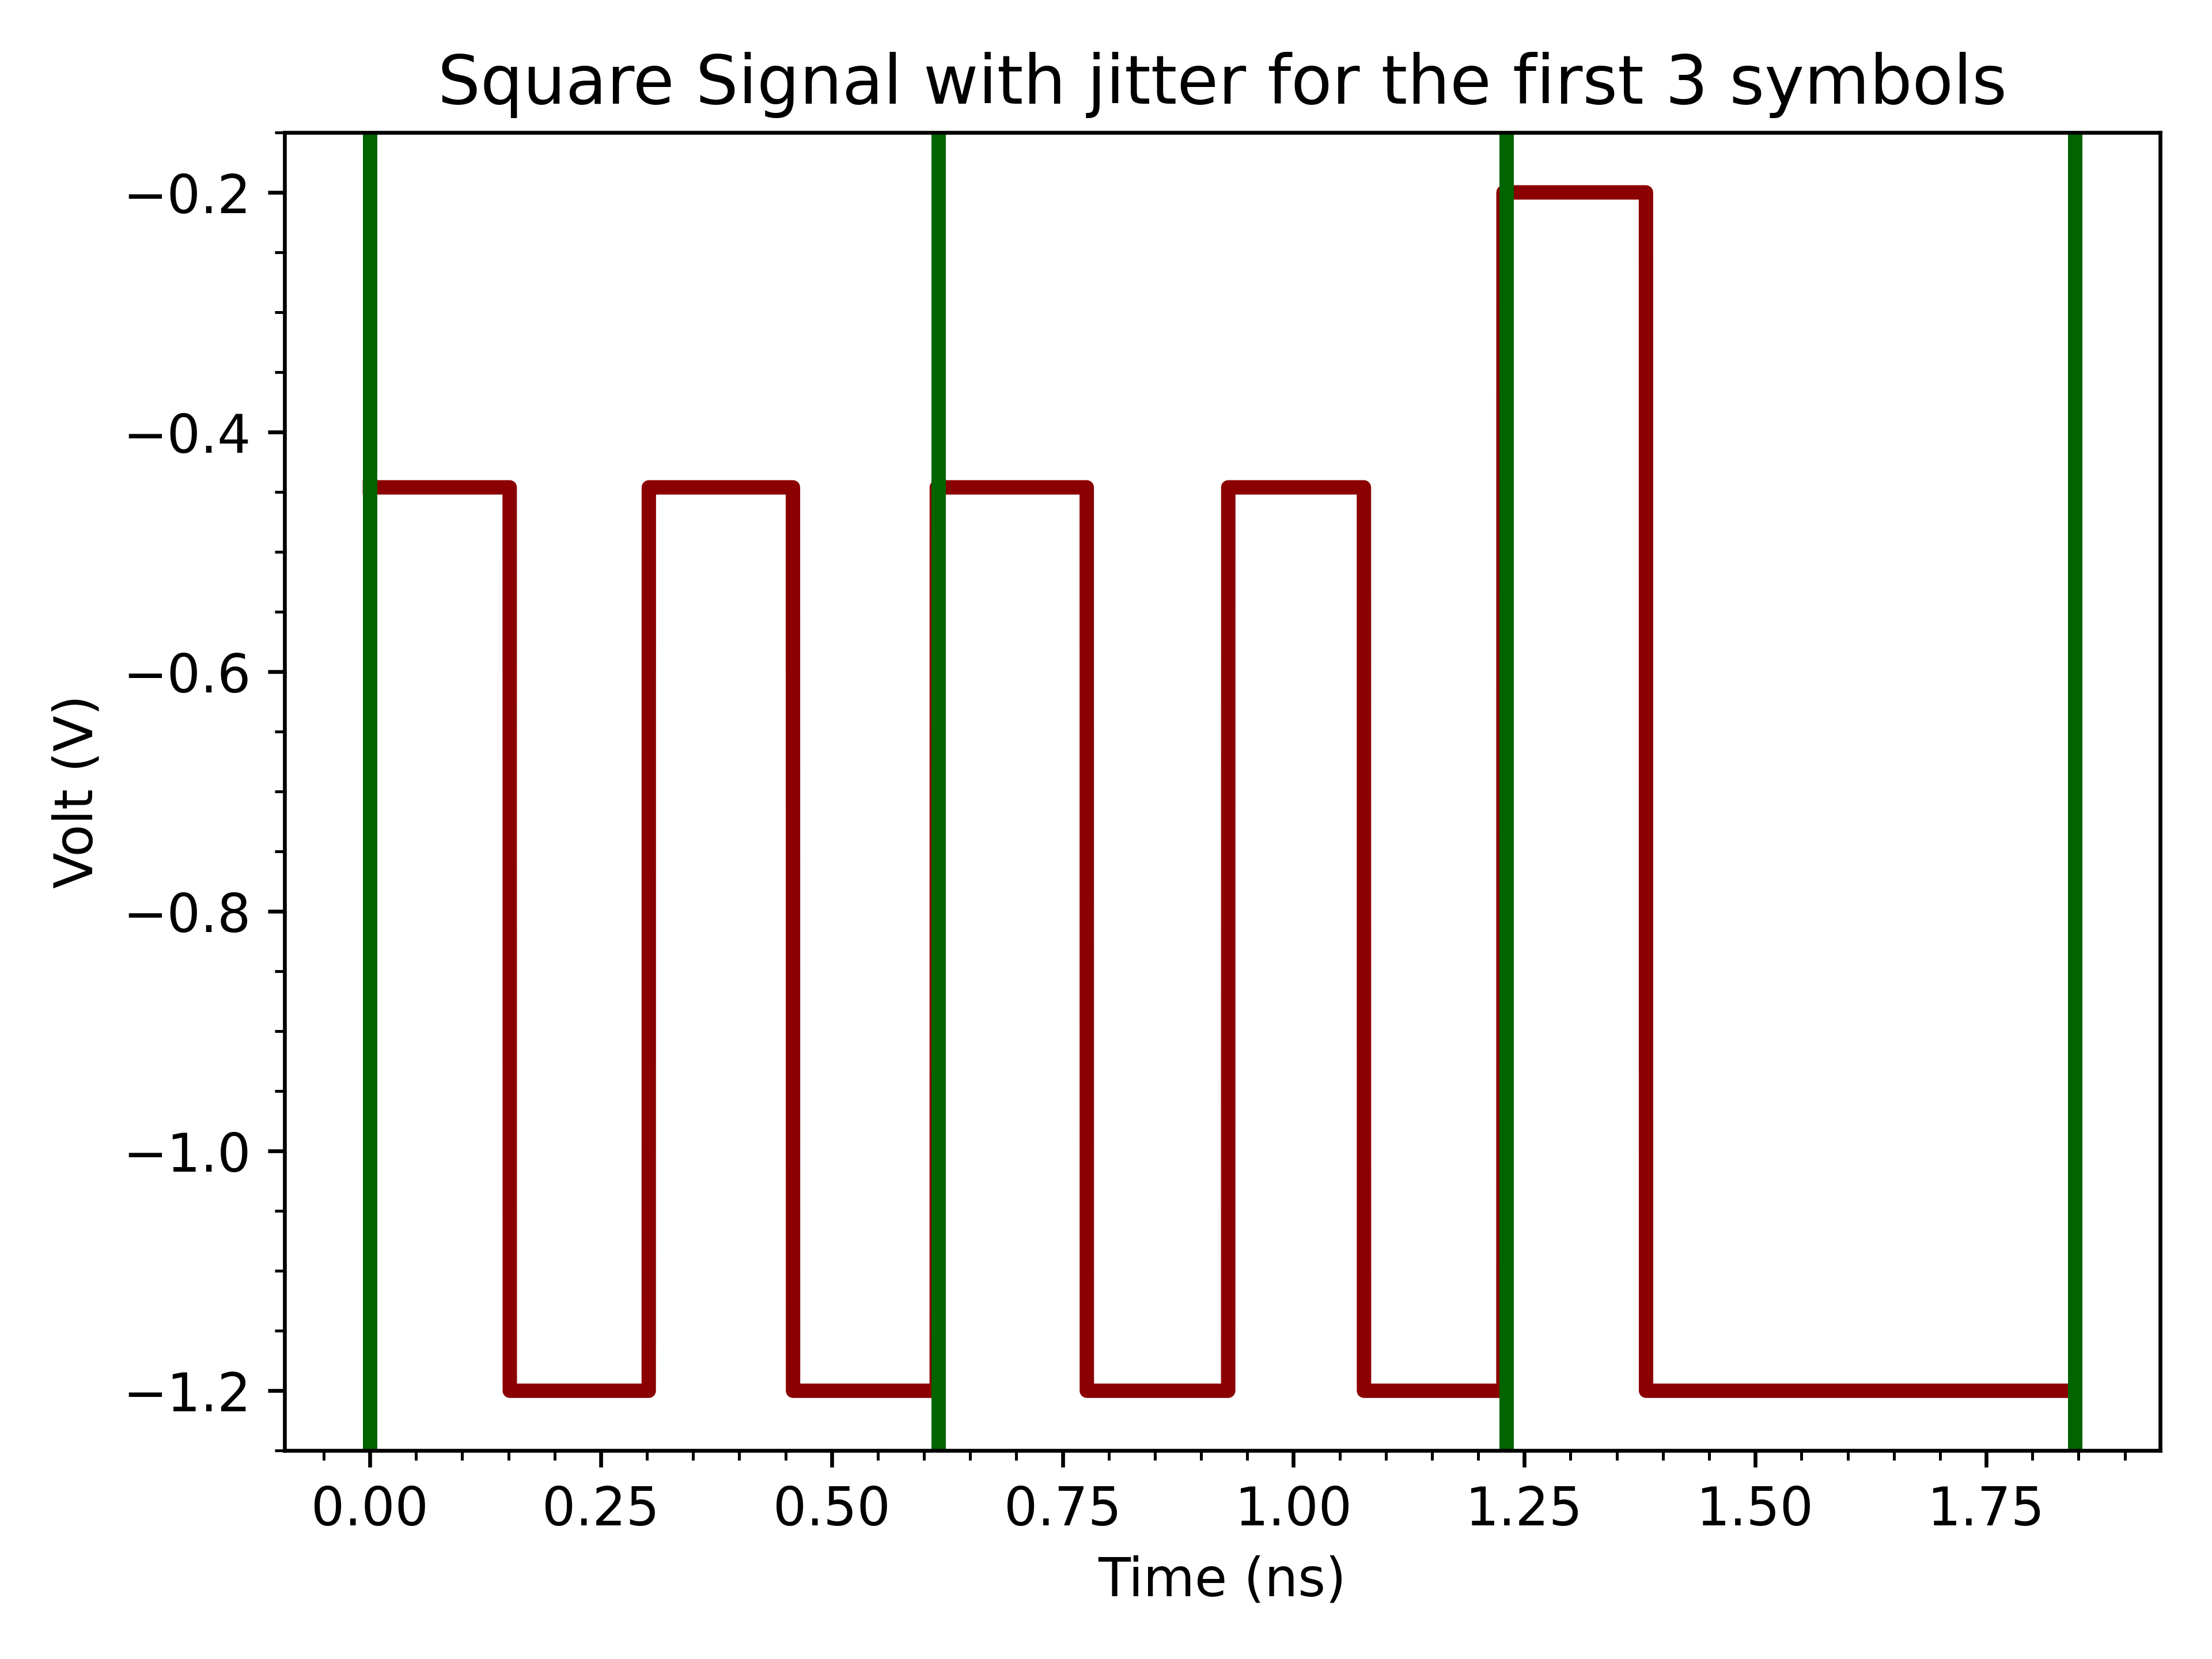 Square Signal with jitter for the first 3 symbols
−0.2
−0.4
−0.6
−0.8
−1.0
−1.2
Volt (V)
0.00 0.25 0.50 0.75 1.00 1.25 1.50 1.75
Time (ns)